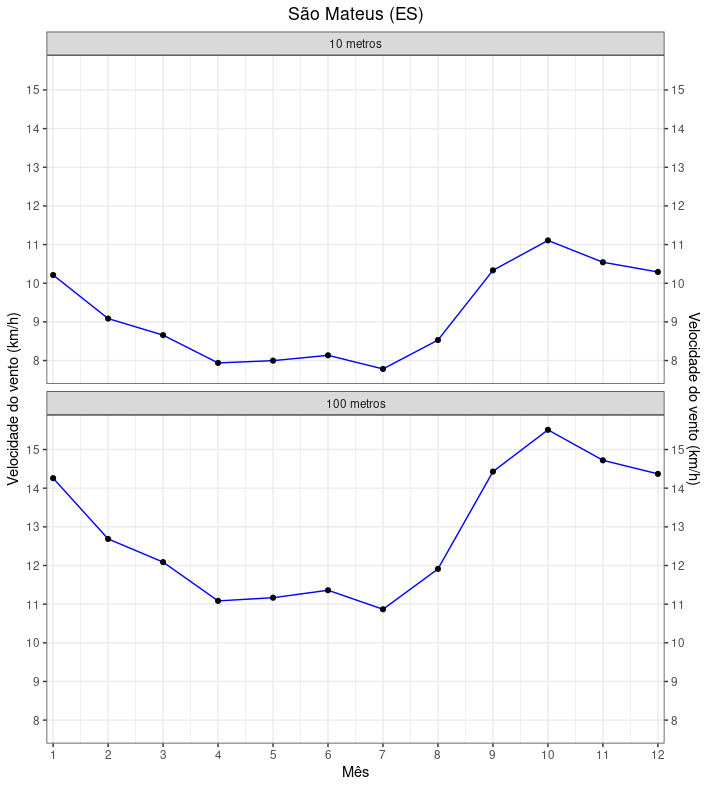 São Mateus (ES)
10 metros
15 15
14 14
13 13
12 12
11 11
10 10
9 9
8 8
Velocidade do vento (km/h)
Velocidade do vento (km/h)
100 metros
15 15
14 14
13 13
12 12
11 11
10 10
9 9
8 8
1 2 3 4 5 6 7 8 9 10 11 12
Mês